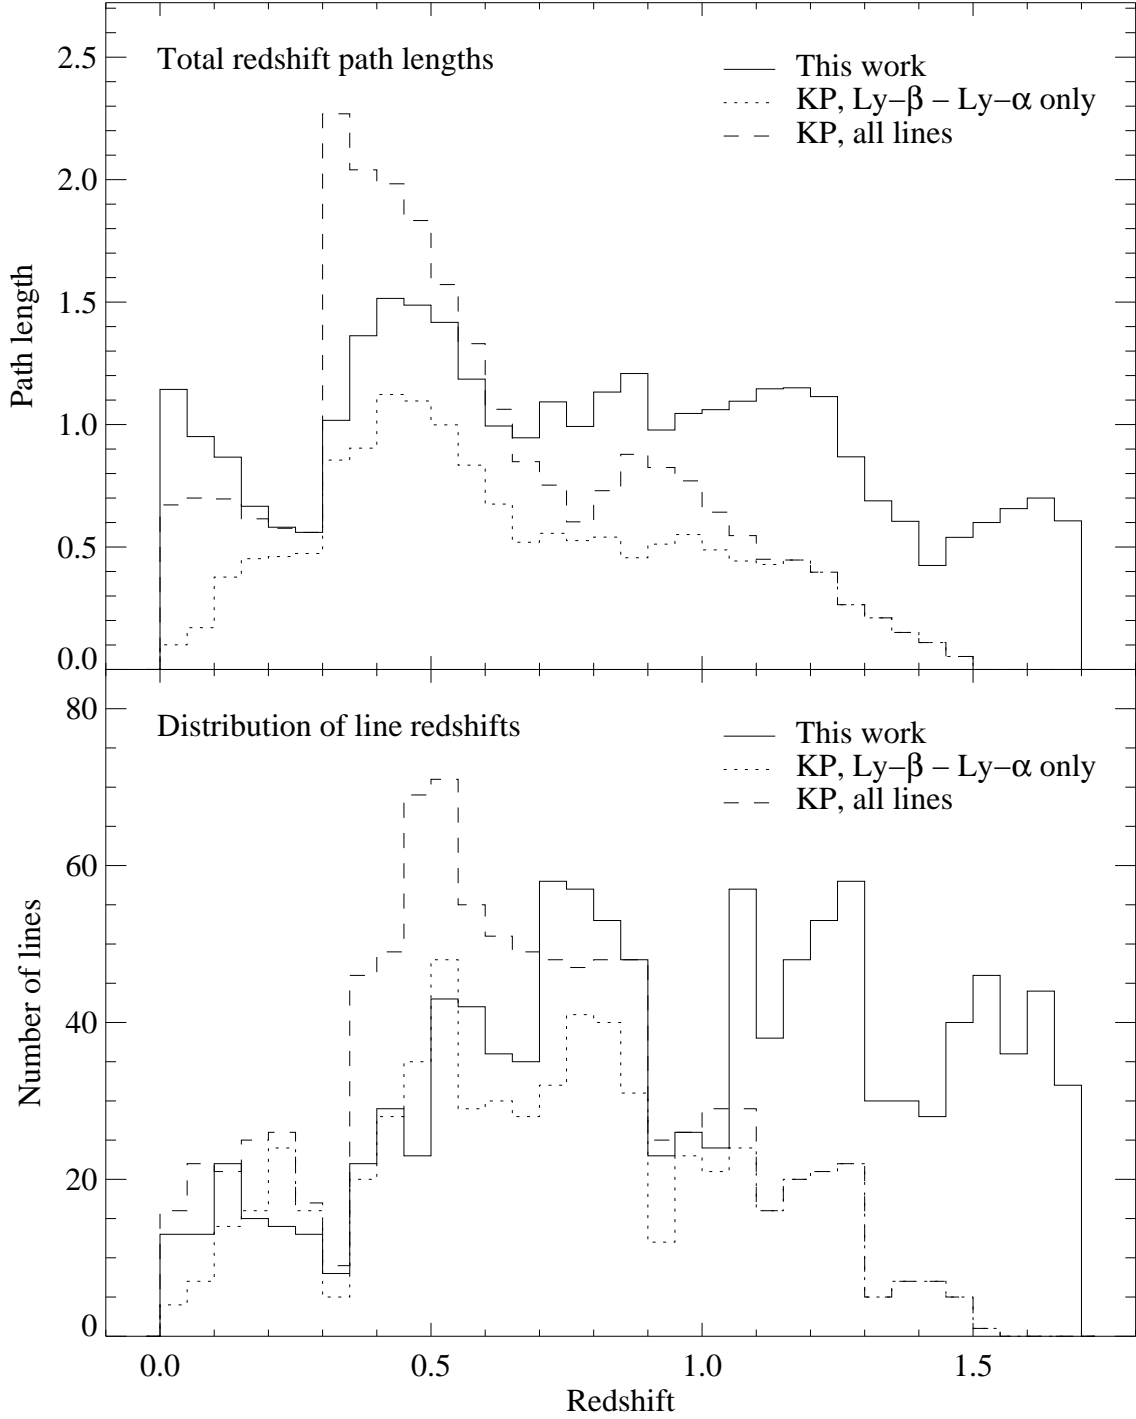 Total redshift path lengths
This work
KP, Ly−β − Ly−α only
KP, all lines
2.5
2.0
1.5
1.0
0.5
0.0
Path length
Distribution of line redshifts
This work
KP, Ly−β − Ly−α only
KP, all lines
80
60
40
20
0
Number of lines
0.0 0.5 1.0 1.5
Redshift